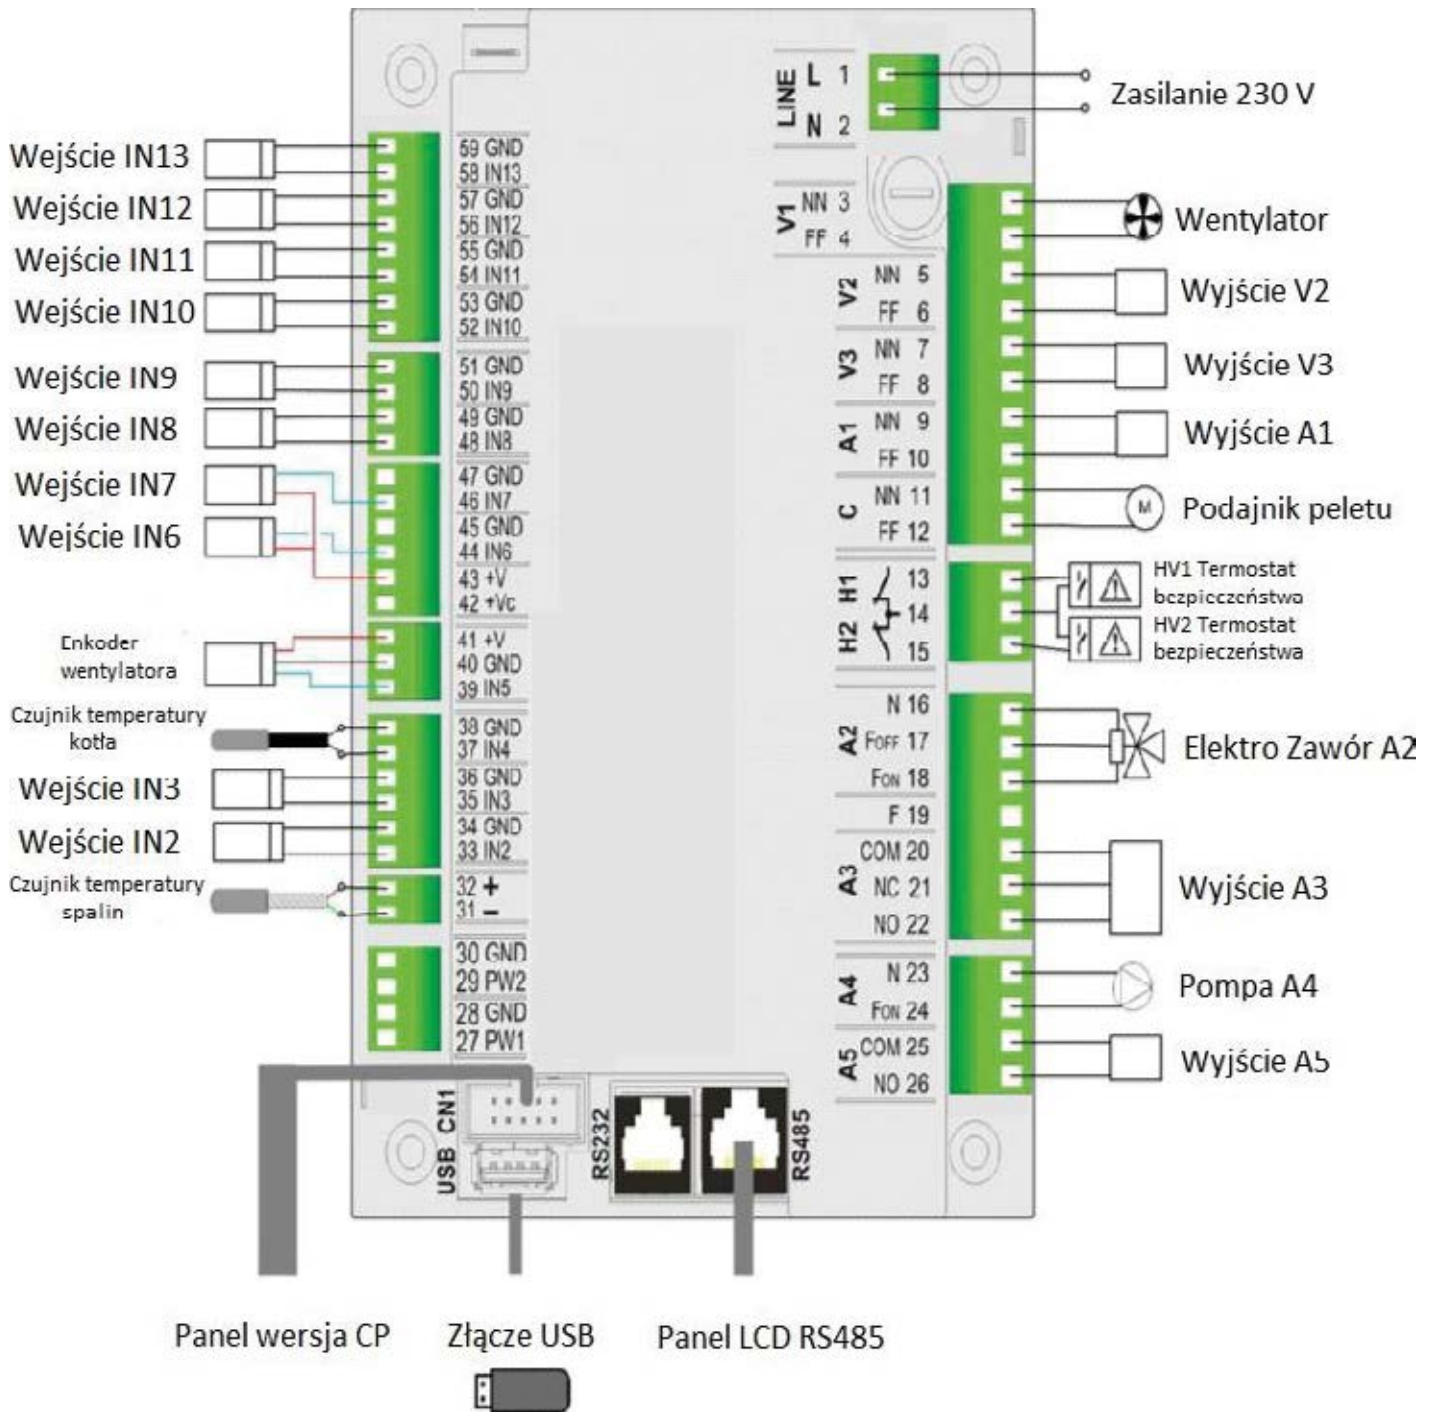 LINE
L 1
N 2
Zasilanie 230 V
Wejście IN13
Wejście IN12
Wejście IN11
Wejście IN10
Wejście IN9
Wejście IN8
Wejście IN7
Wejście IN6
Enkoder
wentylatora
Czujnik temperatury
kotła
Wejście IN3
Wejście IN2
Czujnik temperatury
spalin
59 GND
58 IN13
57 GND
56 IN12
55 GND
54 IN11
53 GND
52 IN10
51 GND
50 IN9
49 GND
48 IN8
47 GND
46 IN7
45 GND
44 IN6
43 +V
42 +Vc
41 +V
40 GND
39 IN5
38 GND
37 IN4
36 GND
35 IN3
34 GND
33 IN2
32 +
31 −
30 GND
29 PW2
28 GND
27 PW1
V1
NN 3
FF 4
V2
NN 5
FF 6
V3
NN 7
FF 8
A1
NN 9
FF 10
C
NN 11
FF 12
H1
H2
13
14
15
A2
N 16
FOFF 17
FON 18
F 19
A3
COM 20
NC 21
NO 22
A4
N 23
FON 24
A5
COM 25
NO 26
Wentylator
Wyjście V2
Wyjście V3
Wyjście A1
M
Podajnik peletu
HV1 Termostat
bezpieczeństwa
HV2 Termostat
bezpieczeństwa
Elektro Zawór A2
Wyjście A3
Pompa A4
Wyjście A5
CN1
USB
RS232
RS485
Panel wersja CP
Złącze USB
Panel LCD RS485